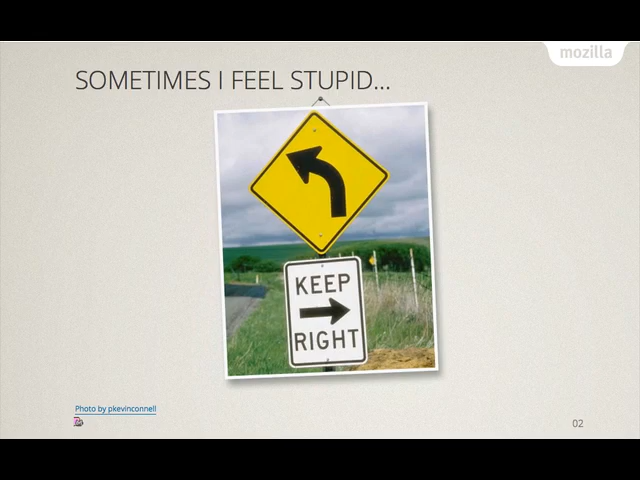 mozilla
SOMETIMES I FEEL STUPID...
KEEP
RIGHT
Photo by pkevinconnell
02